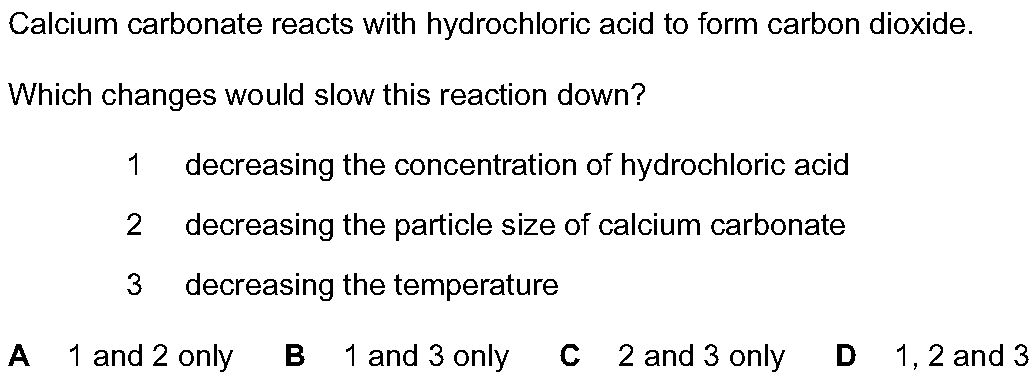 Calcium carbonate reacts with hydrochloric acid to form carbon dioxide.
Which changes would slow this reaction down?
1 decreasing the concentration of hydrochloric acid
2 decreasing the particle size of calcium carbonate
3 decreasing the temperature
A 1 and 2 only B 1 and 3 only C 2 and 3 only D 1, 2 and 3